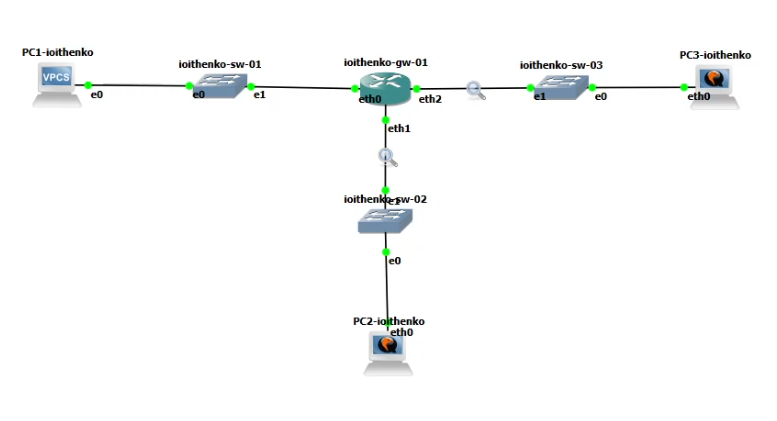 PC1-ioithenko
ioithenko-sw-01
ioithenko-gw-01
ioithenko-sw-03
PC3-ioithenko
VPCS
e0
e0
e1
eth0
eth2
e1
e0
eth0
eth1
ioithenko-sw-02
e0
PC2-ioithenko
eth0